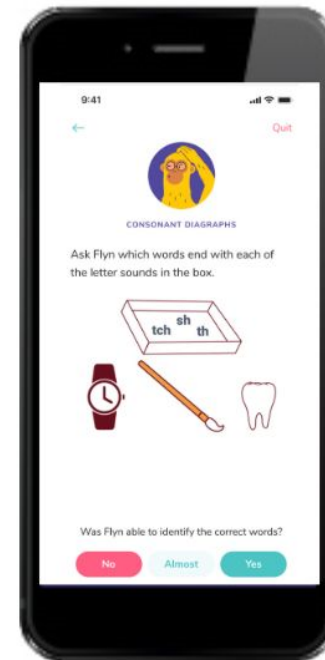 9:41
Quit
CONSONANT DIAGRAPHS
Ask Flyn which words end with each of
the letter sounds in the box.
sh
tch th
Was Flyn able to identify the correct words?
No Almost Yes